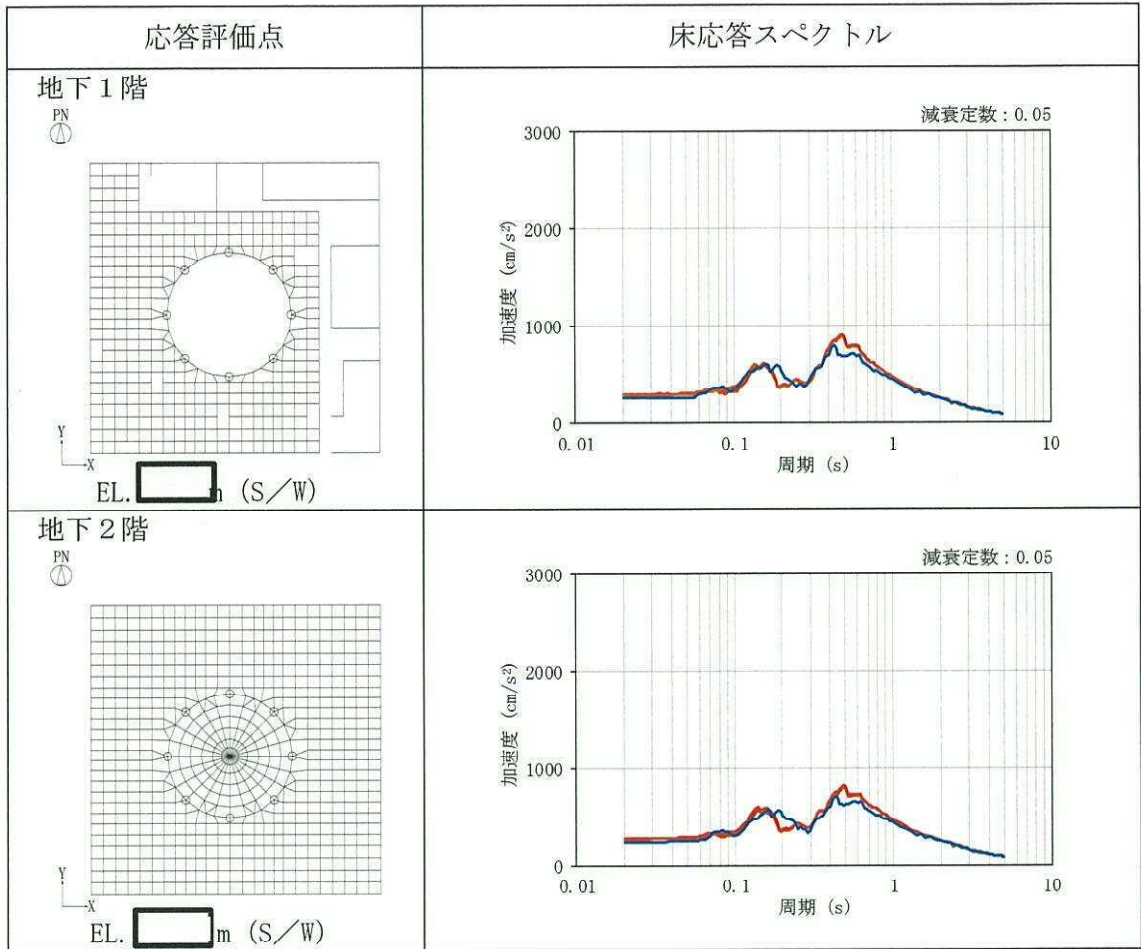 応答評価点
床応答スペクトル
地下1階
PN
Y
X
EL. m (S/W)
減衰定数:0.05
3000
2000
1000
0
加速度 (cm/s²)
0.01 0.1 1 10
周期 (s)
地下2階
PN
Y
X
EL. m (S/W)
減衰定数:0.05
3000
2000
1000
0
加速度 (cm/s²)
0.01 0.1 1 10
周期 (s)